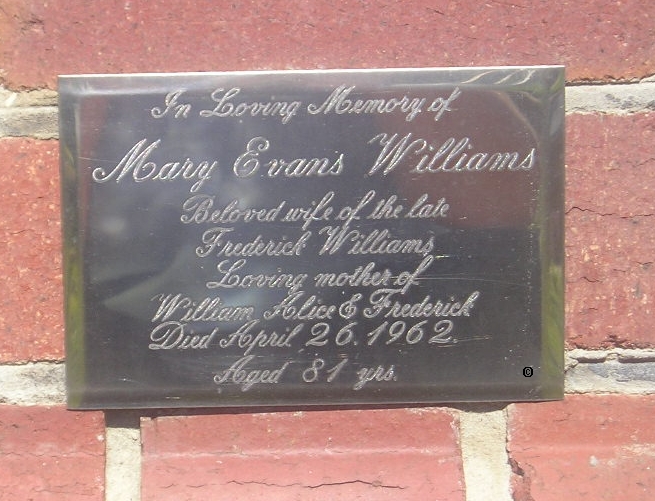 In Loving Memory of
Mary Evans Williams
Beloved wife of the late
Frederick Williams
Loving mother of
William Alice & Frederick
Died April 26. 1962.
Aged 81 yrs.
©